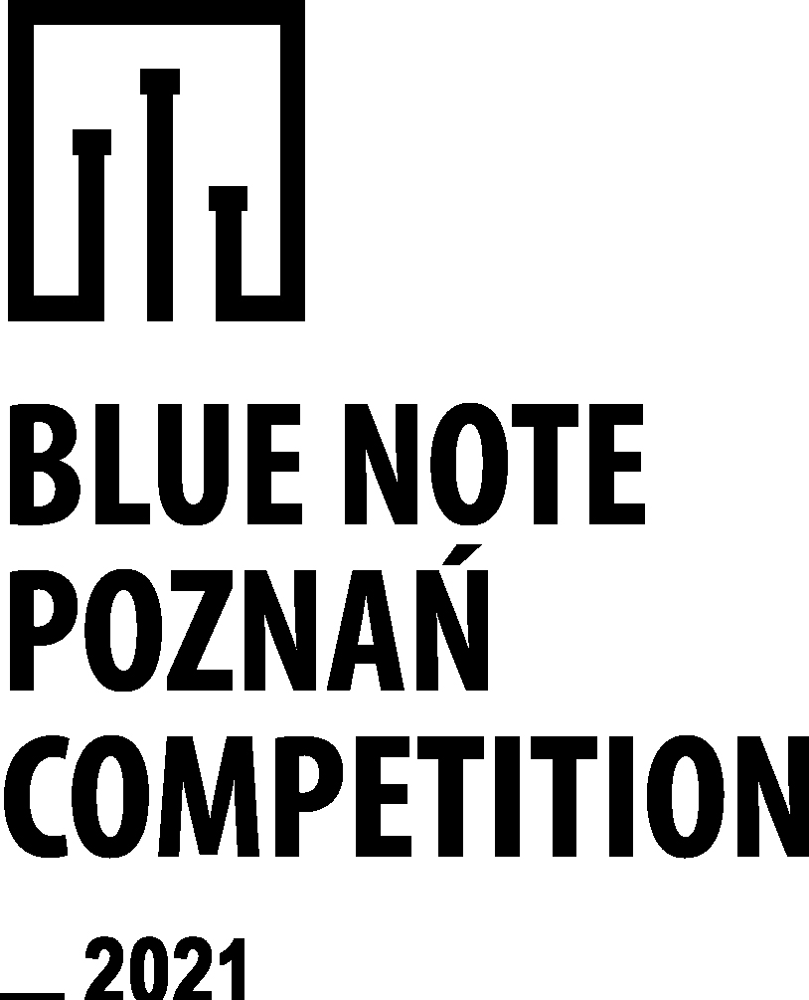 BLUE NOTE
POZNAŃ
COMPETITION
2021